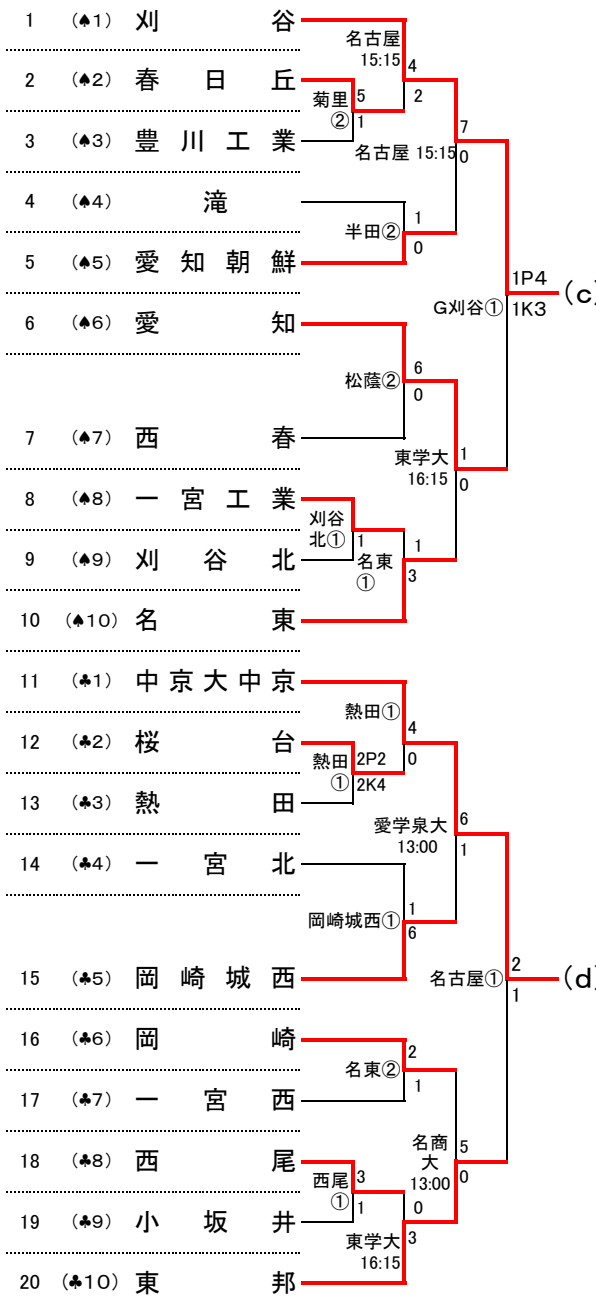 1 (♠1) 刈谷
名古屋
15:15
4
2 (♠2) 春日丘
菊里 5
② 1
2
7
3 (♠3) 豊川工業
名古屋 15:15 0
4 (♠4) 滝
1
半田②
0
5 (♠5) 愛知朝鮮
1P4
(c)
G刈谷① 1K3
6 (♠6) 愛知
6
松蔭②
0
7 (♠7) 西春
東学大 1
16:15 0
8 (♠8) 一宮工業
刈谷
北① 1
1
9 (♠9) 刈谷北
名東
① 3
10 (♠10) 名東
11 (♣1) 中京大中京
熱田① 4
12 (♣2) 桜台
熱田 2P2
① 2K4
0
13 (♣3) 熱田
6
愛学泉大
13:00 1
14 (♣4) 一宮北
1
岡崎城西①
6
15 (♣5) 岡崎城西
2
名古屋①
1
(d)
16 (♣6) 岡崎
2
名東②
1
17 (♣7) 一宮西
名商
大
13:00
5
0
18 (♣8) 西尾
西尾 3
① 1
0
19 (♣9) 小坂井
東学大 3
16:15
20 (♣10) 東邦